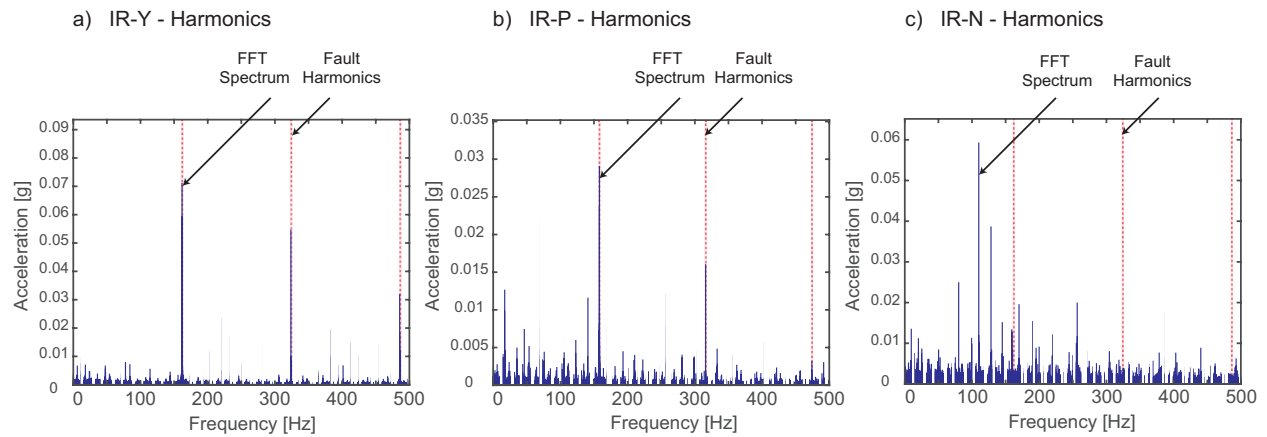 a) IR-Y - Harmonics
FFT Spectrum
Fault Harmonics
0.09
0.08
0.07
0.06
0.05
0.04
0.03
0.02
0.01
0
Acceleration [g]
0 100 200 300 400 500
Frequency [Hz]
b) IR-P - Harmonics
FFT Spectrum
Fault Harmonics
0.035
0.03
0.025
0.02
0.015
0.01
0.005
0
Acceleration [g]
0 100 200 300 400 500
Frequency [Hz]
c) IR-N - Harmonics
FFT Spectrum
Fault Harmonics
0.06
0.05
0.04
0.03
0.02
0.01
0
Acceleration [g]
0 100 200 300 400 500
Frequency [Hz]